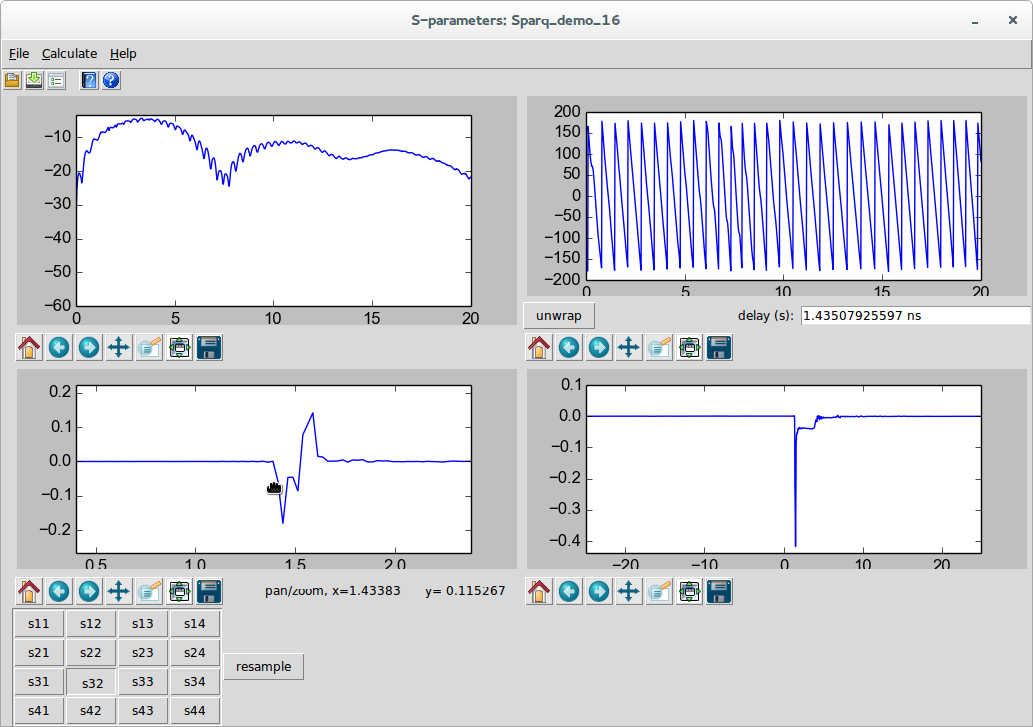 S-parameters: Sparq_demo_16
File Calculate Help
−10
−20
−30
−40
−50
−60
0 5 10 15 20
200
150
100
50
0
−50
−100
−150
−200
0 5 10 15 20
unwrap delay (s): 1.43507925597 ns
0.2
0.1
0.0
−0.1
−0.2
0.5 1.0 1.5 2.0
0.1
0.0
−0.1
−0.2
−0.3
−0.4
−20 −10 0 10 20
pan/zoom, x=1.43383 y= 0.115267
s11 s12 s13 s14
s21 s22 s23 s24
s31 s32 s33 s34
s41 s42 s43 s44
resample